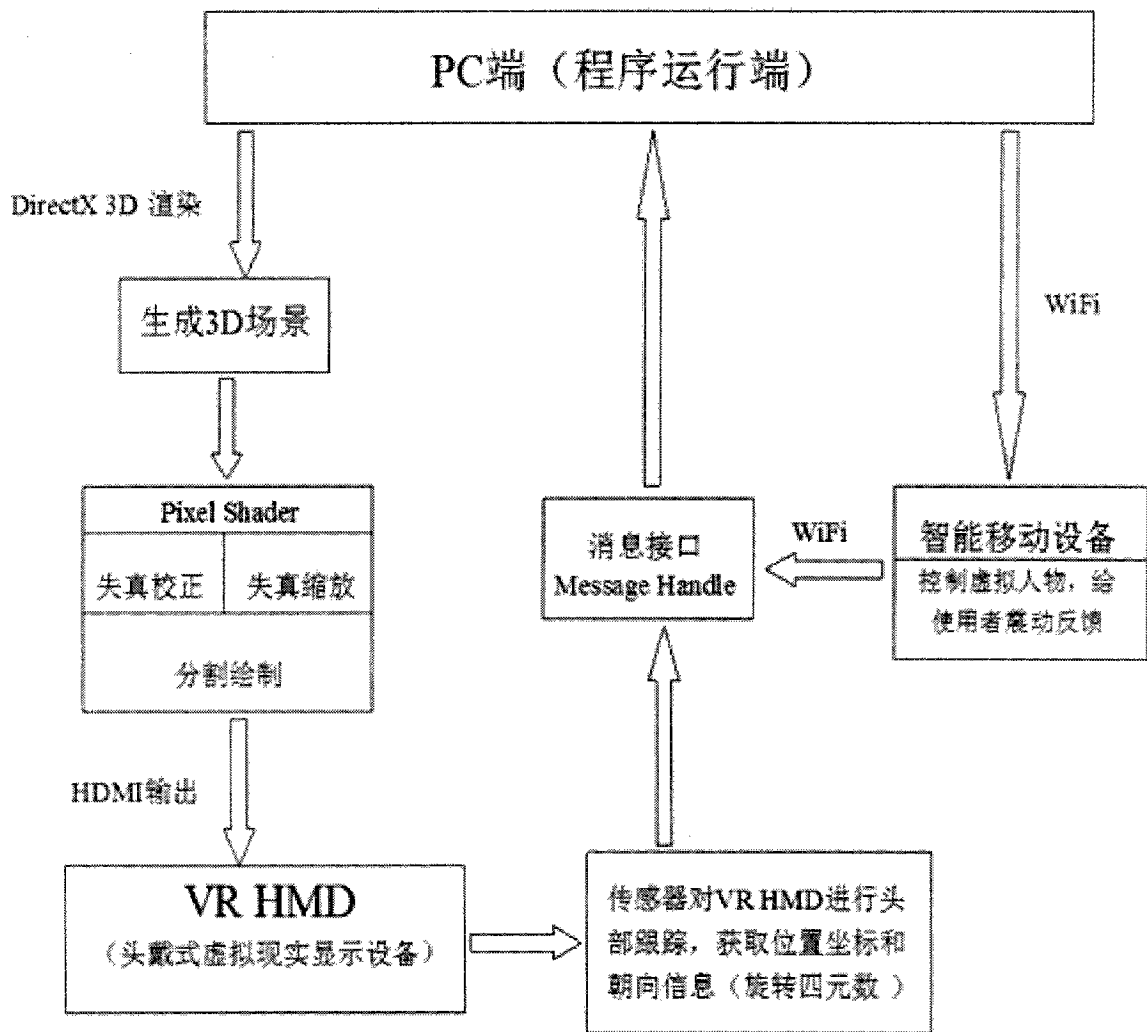 PC端（程序运行端）
DirectX 3D 渲染
生成3D场景
WiFi
Pixel Shader
失真校正
失真缩放
分割绘制
消息接口
Message Handle
WiFi
智能移动设备
控制虚拟人物，给
使用者震动反馈
HDMI输出
VR HMD
（头戴式虚拟现实显示设备）
传感器对VR HMD进行头
部跟踪，获取位置坐标和
朝向信息（旋转四元数 ）